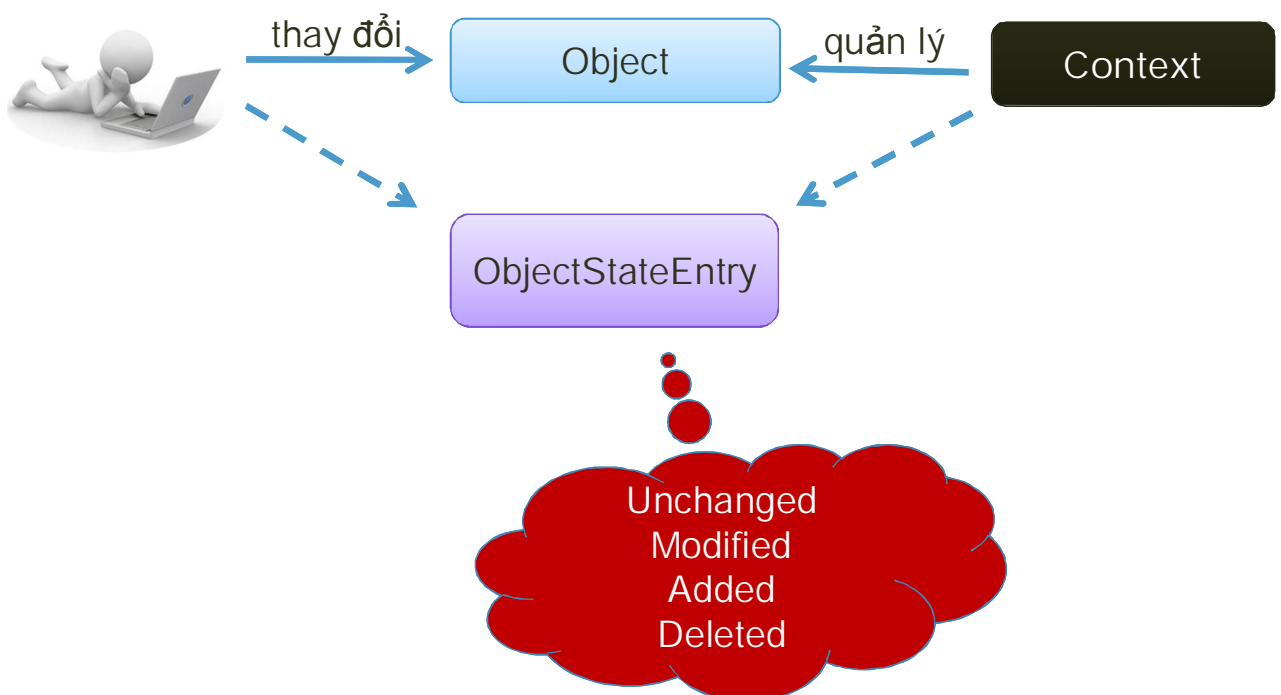 thay đổi
Object
quản lý
Context
ObjectStateEntry
Unchanged
Modified
Added
Deleted